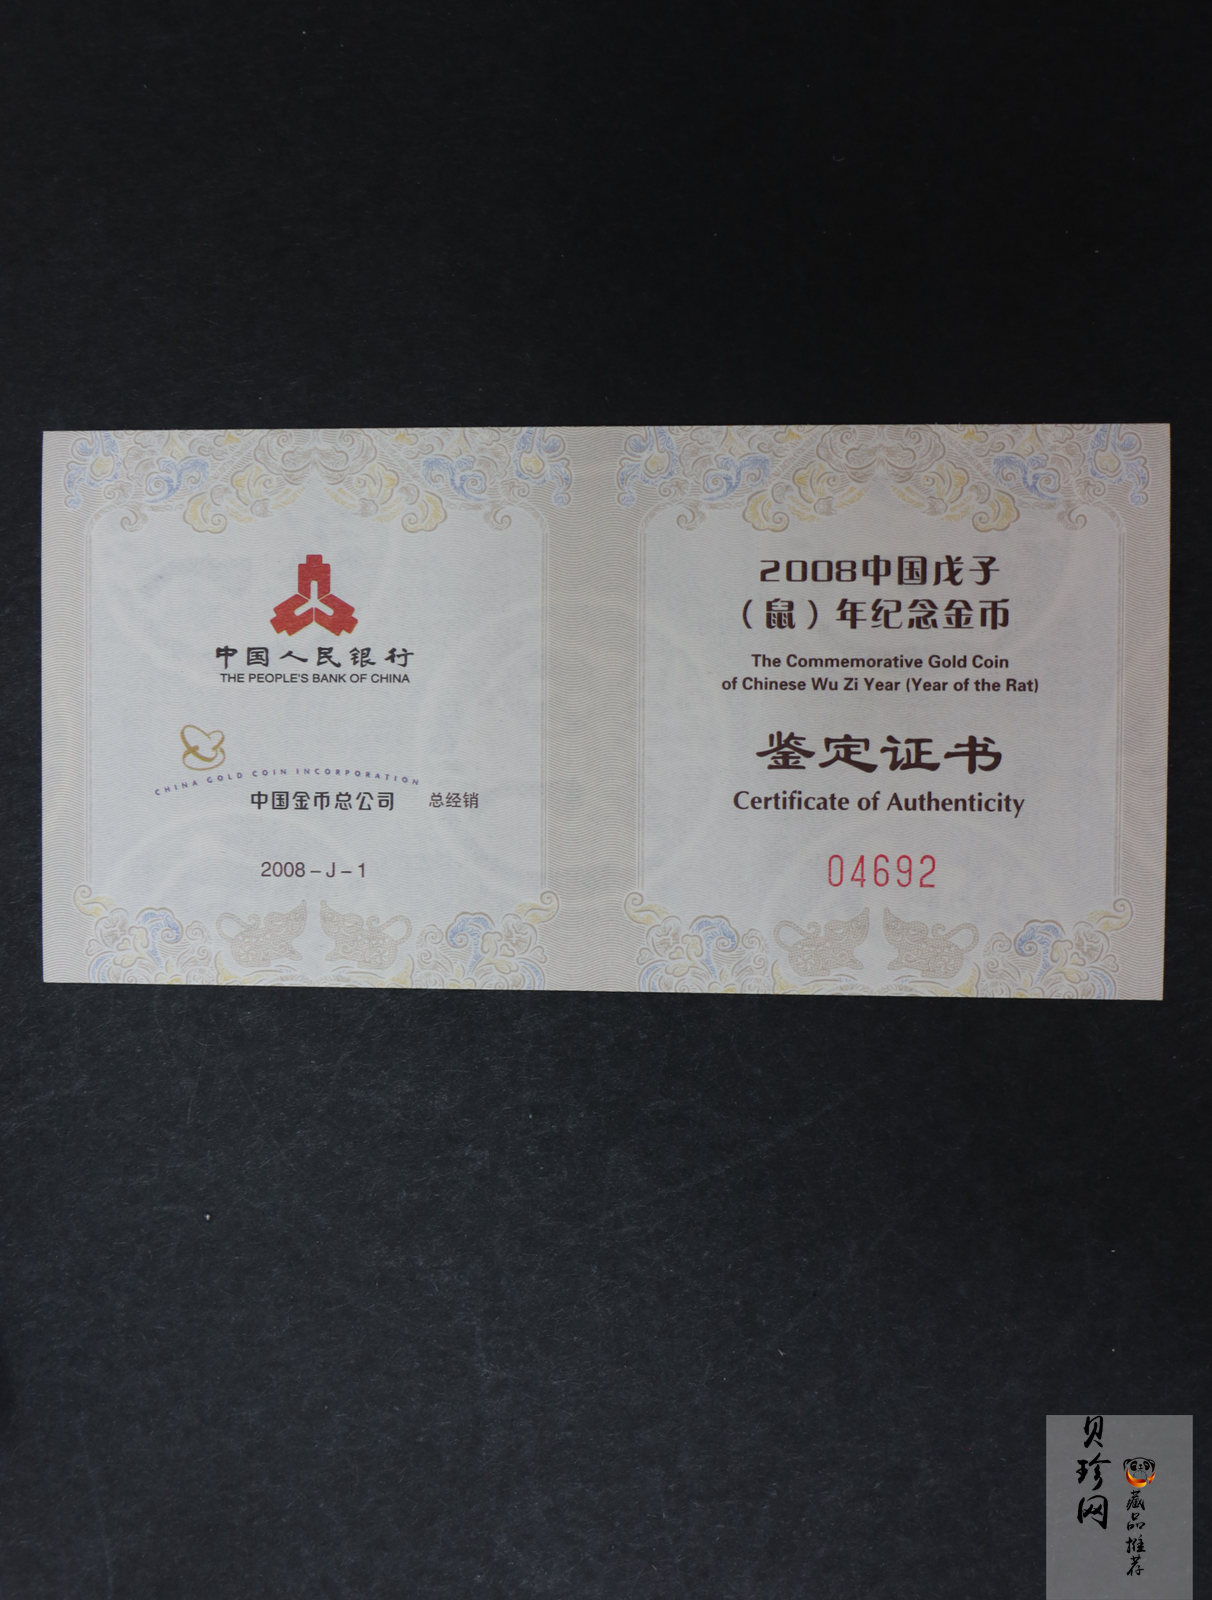 中国人民银行
THE PEOPLE'S BANK OF CHINA
CHINA GOLD COIN INCORPORATION
中国金币总公司 总经销
2008-J-1
2008中国戊子
（鼠）年纪念金币
The Commemorative Gold Coin
of Chinese Wu Zi Year (Year of the Rat)
鉴定证书
Certificate of Authenticity
04692
贝珍网
藏品推荐